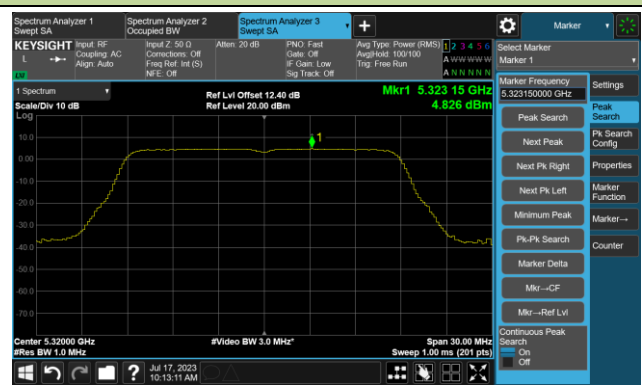 Spectrum Analyzer 1
Swept SA
Spectrum Analyzer 2
Occupied BW
Spectrum Analyzer 3
Swept SA
+
Marker
KEYSIGHT
L
LW
Input: RF
Coupling: AC
Align: Auto
Input Z: 50 Ω
Corrections: Off
Freq Ref: Int (S)
NFE: Off
Atten: 20 dB
PNO: Fast
Gate: Off
IF Gain: Low
Sig Track: Off
Avg Type: Power (RMS)
Avg|Hold: 100/100
Trig: Free Run
1 2 3 4 5 6
A W W W W W
A N N N N N
Select Marker
Marker 1
1 Spectrum
Scale/Div 10 dB
Log
Ref Lvl Offset 12.40 dB
Ref Level 20.00 dBm
Mkr1 5.323 15 GHz
4.826 dBm
10.0
0.00
-10.0
-20.0
-30.0
-40.0
-50.0
-60.0
-70.0
1
Center 5.32000 GHz
#Res BW 1.0 MHz
#Video BW 3.0 MHz*
Span 30.00 MHz
Sweep 1.00 ms (201 pts)
Marker Frequency
5.323150000 GHz
Peak Search
Next Peak
Next Pk Right
Next Pk Left
Minimum Peak
Pk-Pk Search
Marker Delta
Mkr→CF
Mkr→Ref Lvl
Continuous Peak
Search
On
Off
Settings
Peak
Search
Pk Search
Config
Properties
Marker
Function
Marker→
Counter
?
Jul 17, 2023
10:13:11 AM